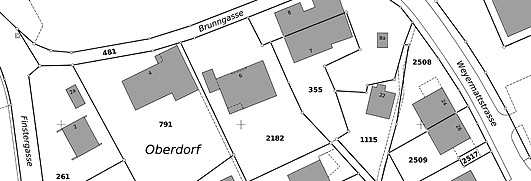 Brunngasse
481
8
7
8a
2508
Weyermattstrasse
4
6
2a
355
22
24
26
2
791
2182
1115
Oberdorf
Finstergasse
2509
2517
261